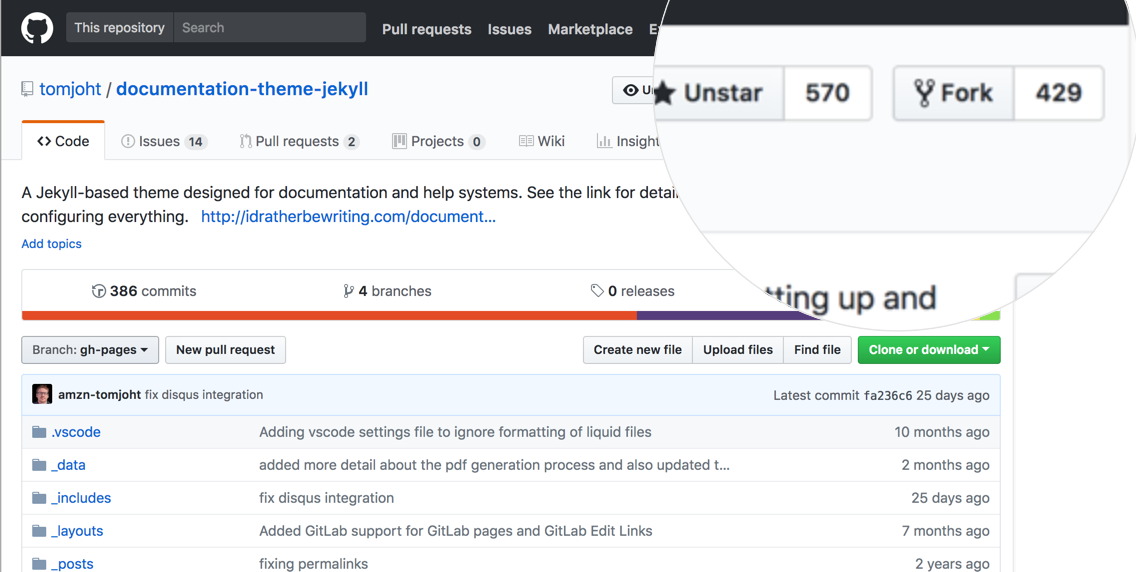 This repository Search Pull requests Issues Marketplace
tomjoht / documentation-theme-jekyll
Unstar 570 Fork 429
Code Issues 14 Pull requests 2 Projects 0 Wiki Insight
A Jekyll-based theme designed for documentation and help systems. See the link for
configuring everything. http://idratherbewriting.com/document...
Add topics
386 commits 4 branches 0 releases
tting up and
Branch: gh-pages New pull request Create new file Upload files Find file Clone or download
amzn-tomjoht fix disqus integration Latest commit fa236c6 25 days ago
.vscode Adding vscode settings file to ignore formatting of liquid files 10 months ago
_data added more detail about the pdf generation process and also updated t... 2 months ago
_includes fix disqus integration 25 days ago
_layouts Added GitLab support for GitLab pages and GitLab Edit Links 7 months ago
_posts fixing permalinks 2 years ago